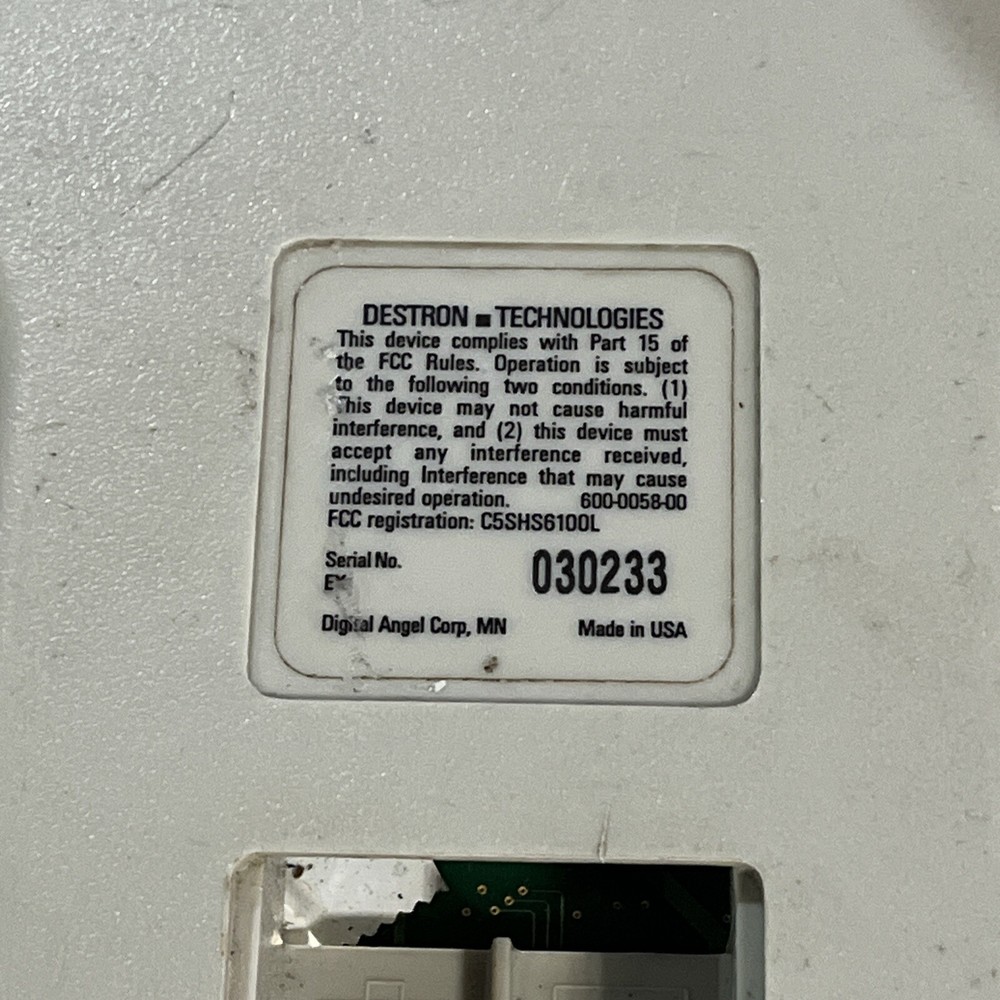 DESTRON ■ TECHNOLOGIES
This device complies with Part 15 of
the FCC Rules. Operation is subject
to the following two conditions. (1)
This device may not cause harmful
interference, and (2) this device must
accept any interference received,
including Interference that may cause
undesired operation. 600-0058-00
FCC registration: C5SHS6100L
Serial No. 030233
Digital Angel Corp, MN Made in USA